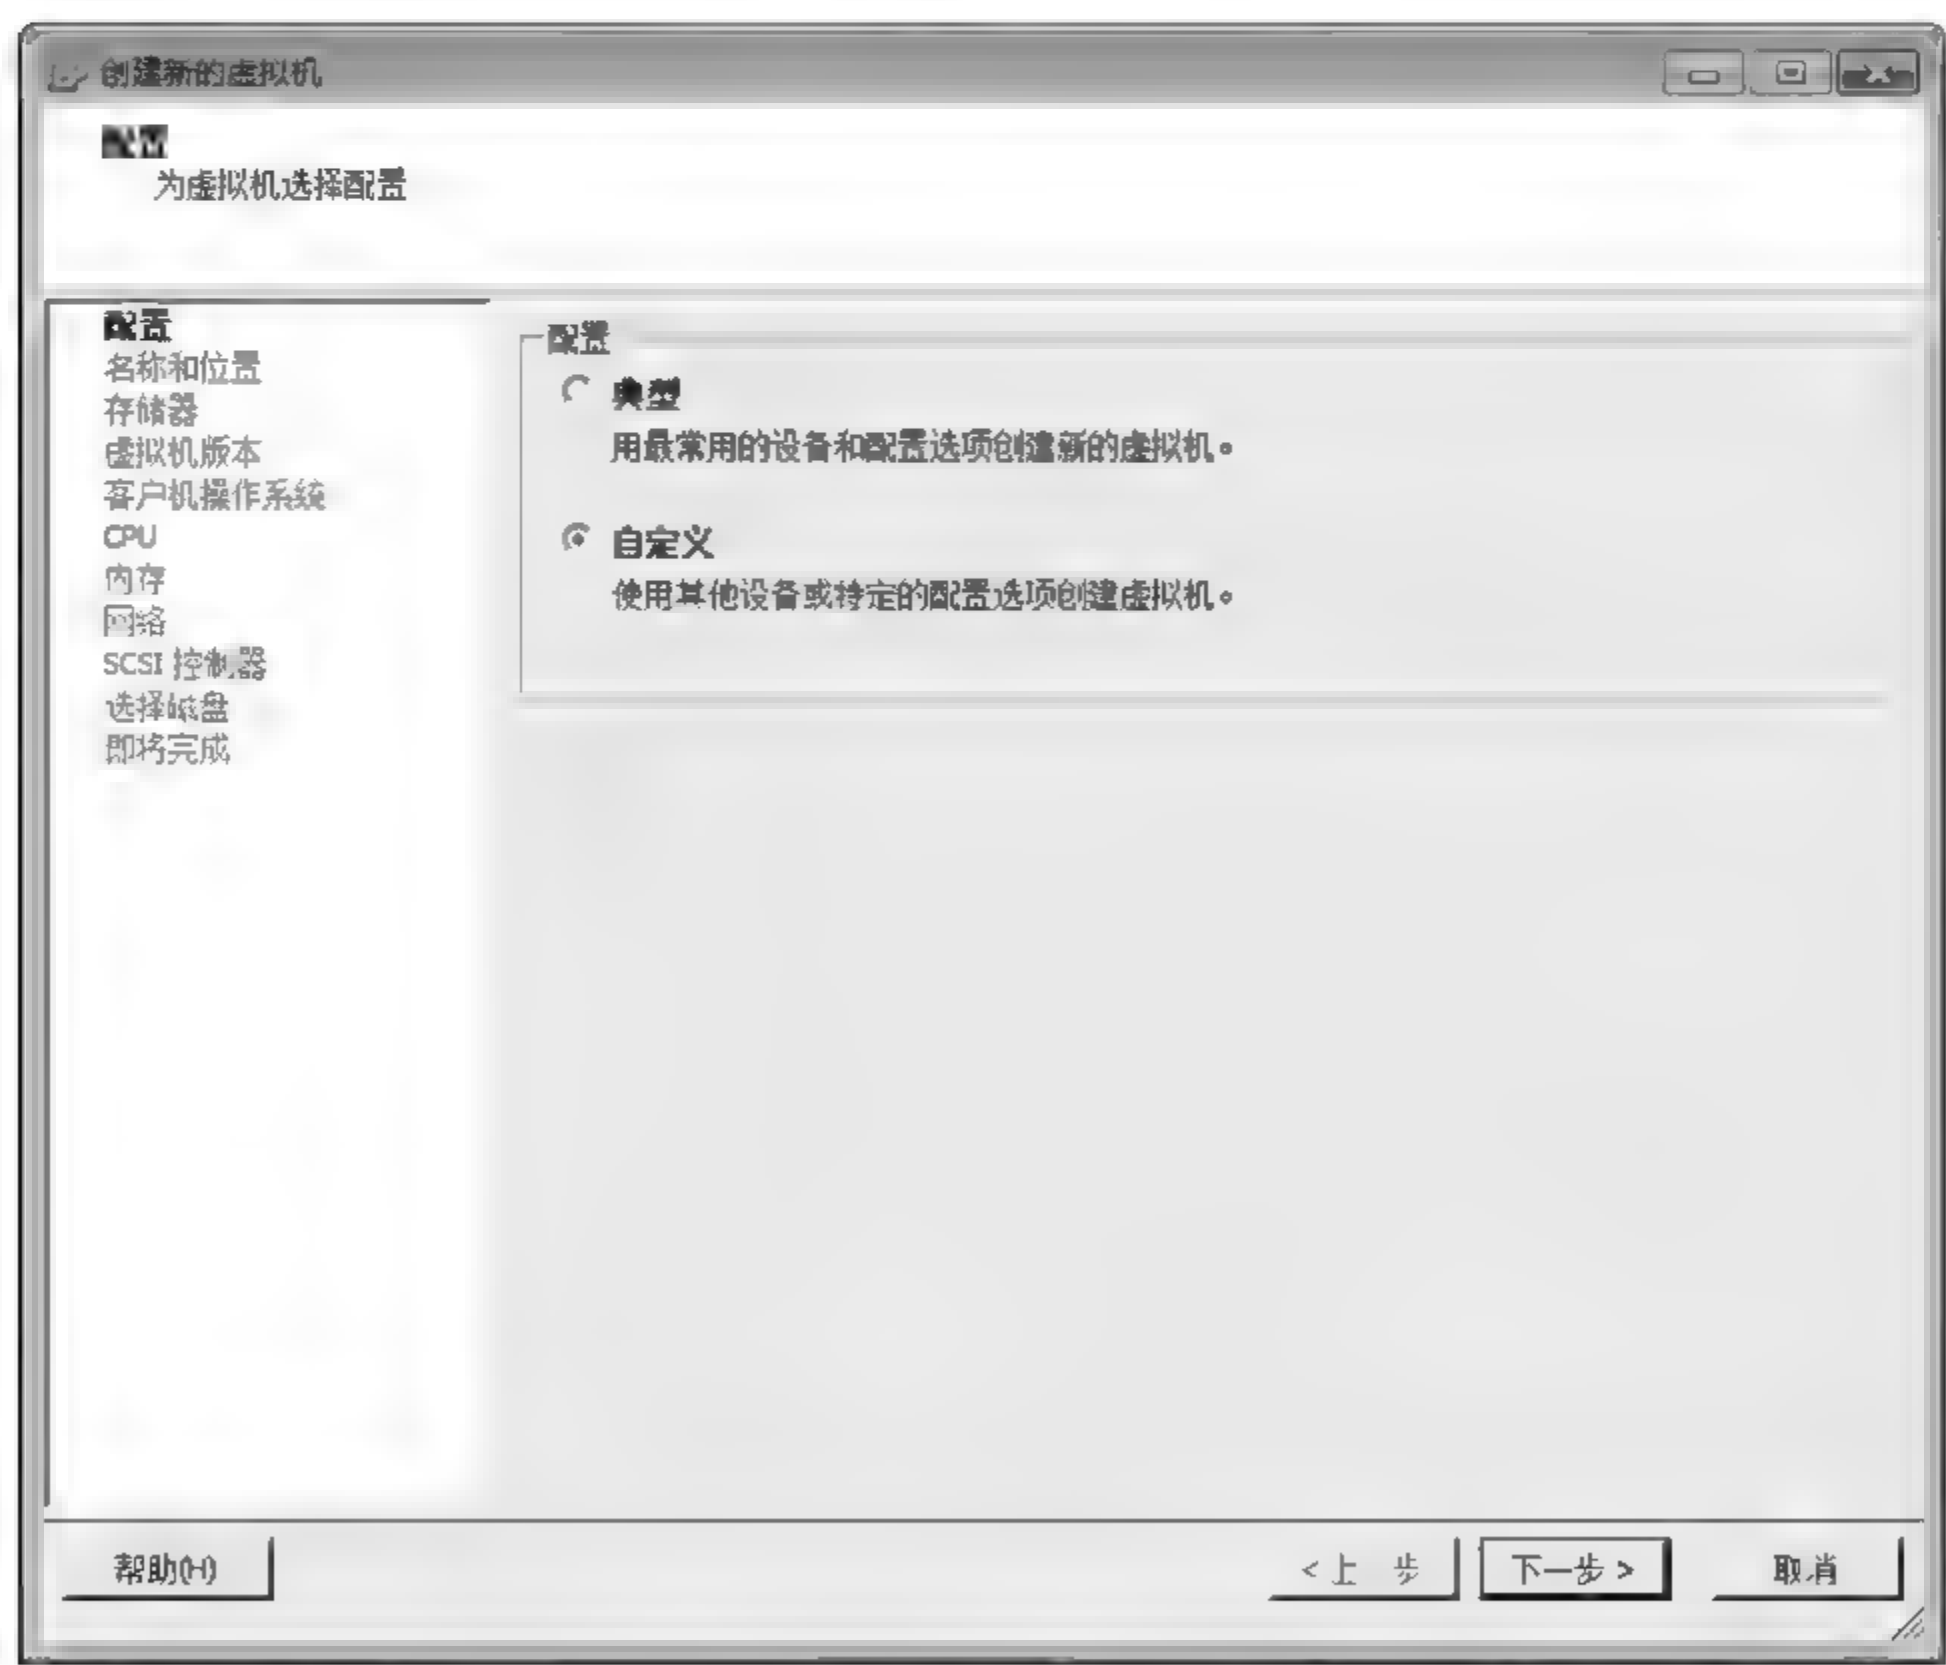 创建新的虚拟机
配置
为虚拟机选择配置
配置
名称和位置
存储器
虚拟机版本
客户机操作系统
CPU
内存
网络
SCSI 控制器
选择磁盘
即将完成
配置
典型
用最常用的设备和配置选项创建新的虚拟机。
自定义
使用其他设备或特定的配置选项创建虚拟机。
帮助(H)
< 上一步
下一步 >
取消